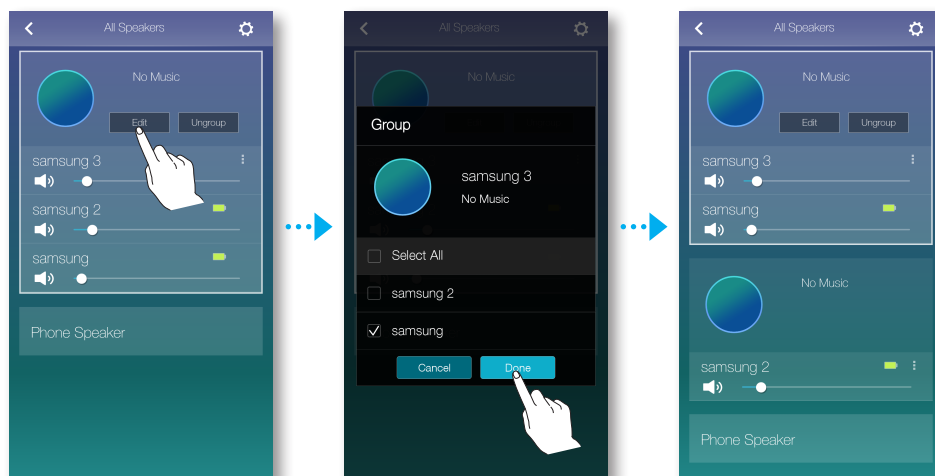 All Speakers
No Music
Edit
Ungroup
samsung 3
samsung 2
samsung
Phone Speaker
All Speakers
No Music
Group
samsung 3
No Music
Select All
samsung 2
samsung
Cancel
Done
All Speakers
No Music
Edit
Ungroup
samsung 3
samsung
No Music
samsung 2
Phone Speaker